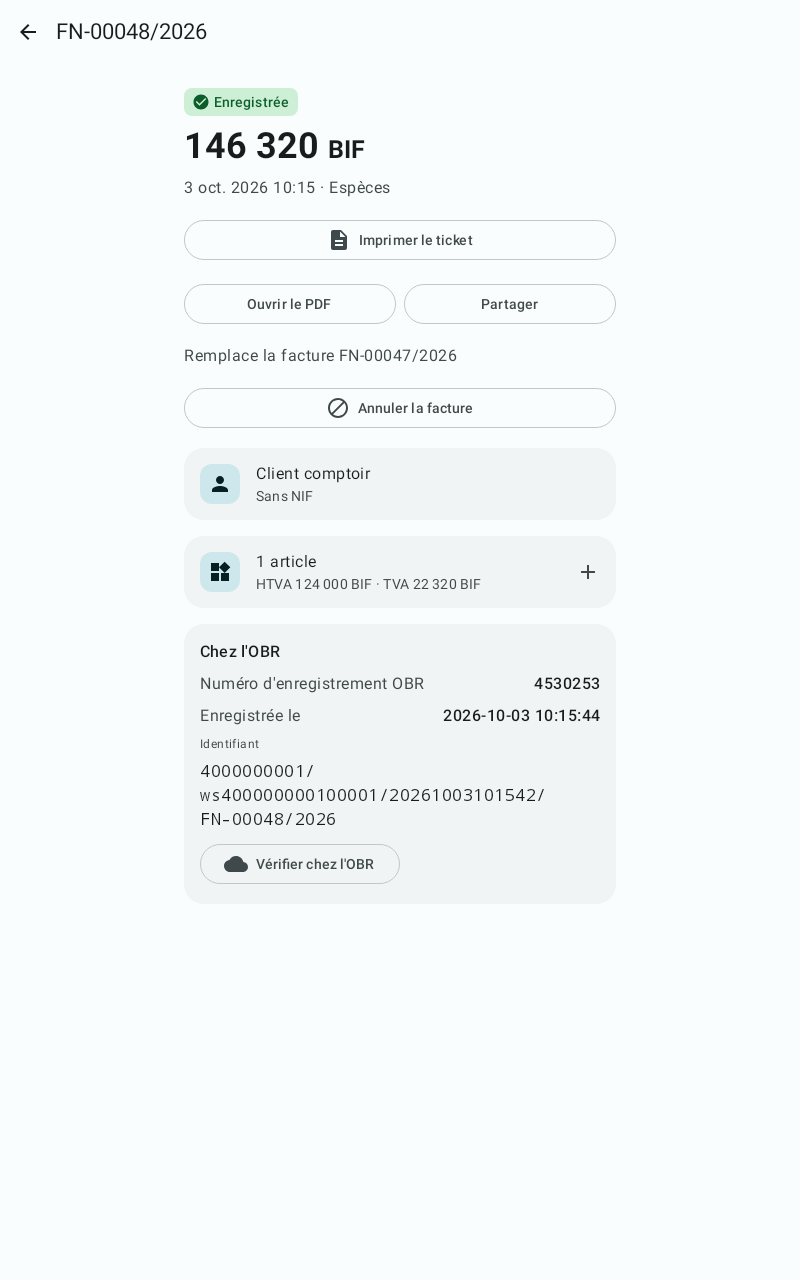 FN-00048/2026
Enregistrée
146 320 BIF
3 oct. 2026 10:15 · Espèces
Imprimer le ticket
Ouvrir le PDF
Partager
Remplace la facture FN-00047/2026
Annuler la facture
Client comptoir
Sans NIF
1 article
HTVA 124 000 BIF · TVA 22 320 BIF
Chez l'OBR
Numéro d'enregistrement OBR 4530253
Enregistrée le 2026-10-03 10:15:44
Identifiant
4000000001/
ws400000000100001/20261003101542/
FN-00048/2026
Vérifier chez l'OBR